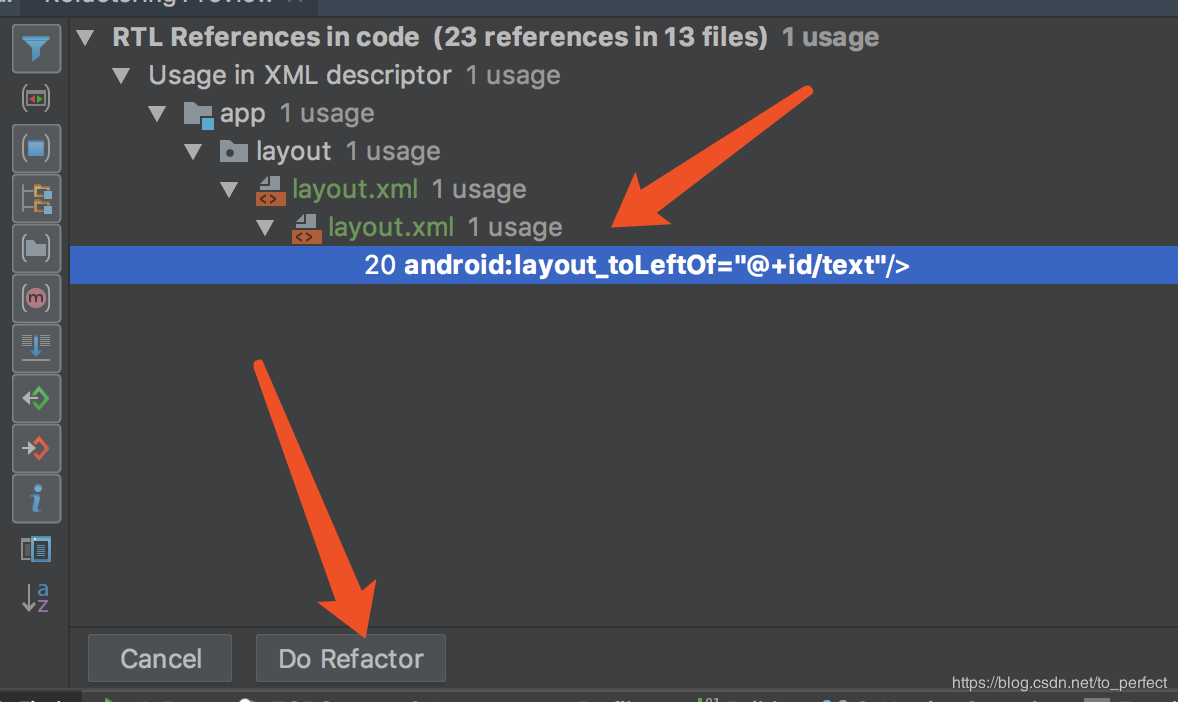 Refactoring Preview
RTL References in code (23 references in 13 files) 1 usage
Usage in XML descriptor 1 usage
app 1 usage
layout 1 usage
layout.xml 1 usage
layout.xml 1 usage
20 android:layout_toLeftOf="@+id/text"/>
m
i
a
z
Cancel
Do Refactor
https://blog.csdn.net/to_perfect